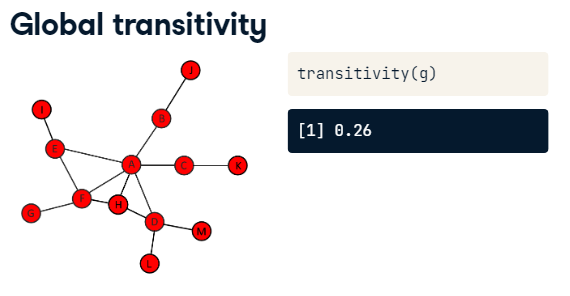 Global transitivity
transitivity(g)
[1] 0.26
J
I
B
E
A
C
K
F
H
G
D
M
L